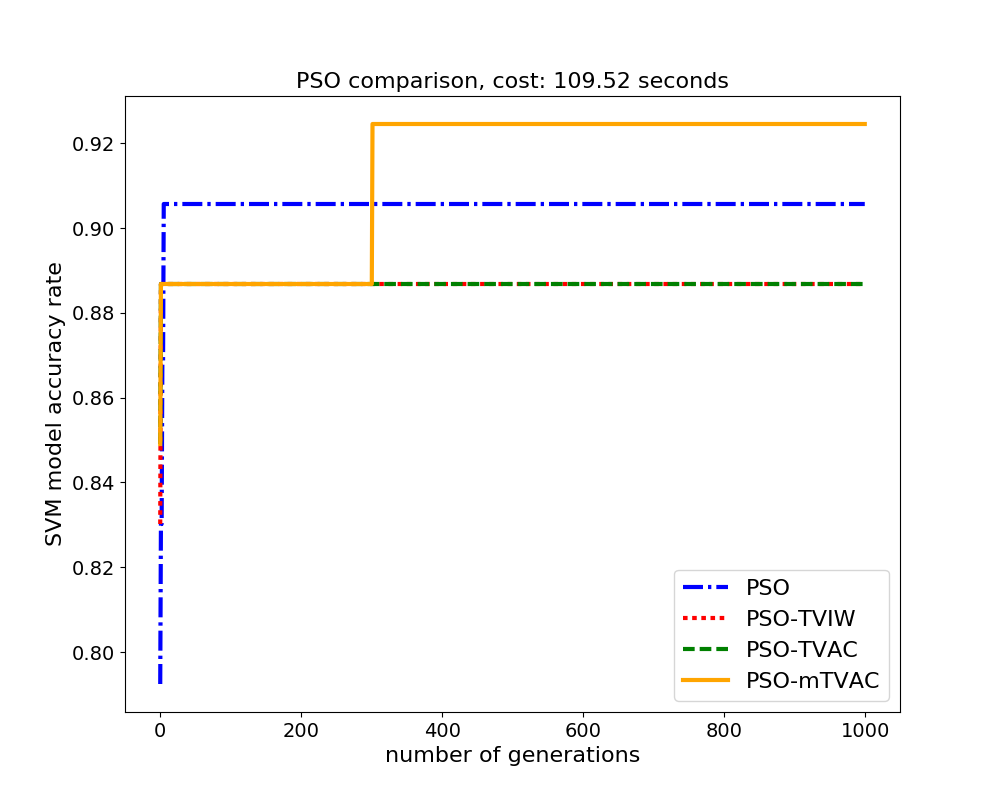 PSO comparison, cost: 109.52 seconds
SVM model accuracy rate
0.92
0.90
0.88
0.86
0.84
0.82
0.80
0
200
400
600
800
1000
number of generations
PSO
PSO-TVIW
PSO-TVAC
PSO-mTVAC